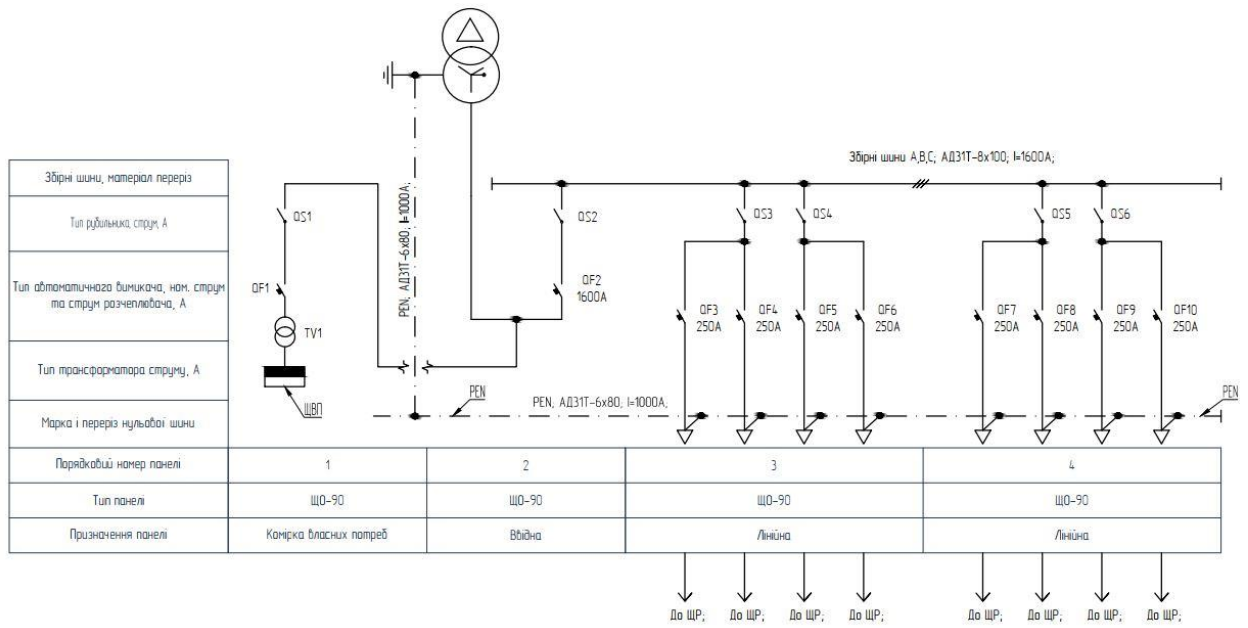 Збірні шини А,В,С; АД31Т-8х100; I=1600А;
Збірні шини, матеріал переріз
Тип рубильника, струм, А
QS1
QS2
QS3
QS4
QS5
QS6
PEN, АД31Т-6х80; I=1000А;
Тип автоматичного вимикача, ном. струм
та струм розчеплювача, А
QF1
QF2
1600А
TV1
QF3
250А
QF4
250А
QF5
250А
QF6
250А
QF7
250А
QF8
250А
QF9
250А
QF10
250А
Тип трансформатора струму, А
ЩВП
PEN
PEN, АД31Т-6х80; I=1000А;
PEN
Марка і переріз нульової шини
Порядковий номер панелі
1
2
3
4
Тип панелі
ЩО-90
ЩО-90
ЩО-90
ЩО-90
Призначення панелі
Комірка власних потреб
Ввідна
Лінійна
Лінійна
До ЩР;
До ЩР;
До ЩР;
До ЩР;
До ЩР;
До ЩР;
До ЩР;
До ЩР;